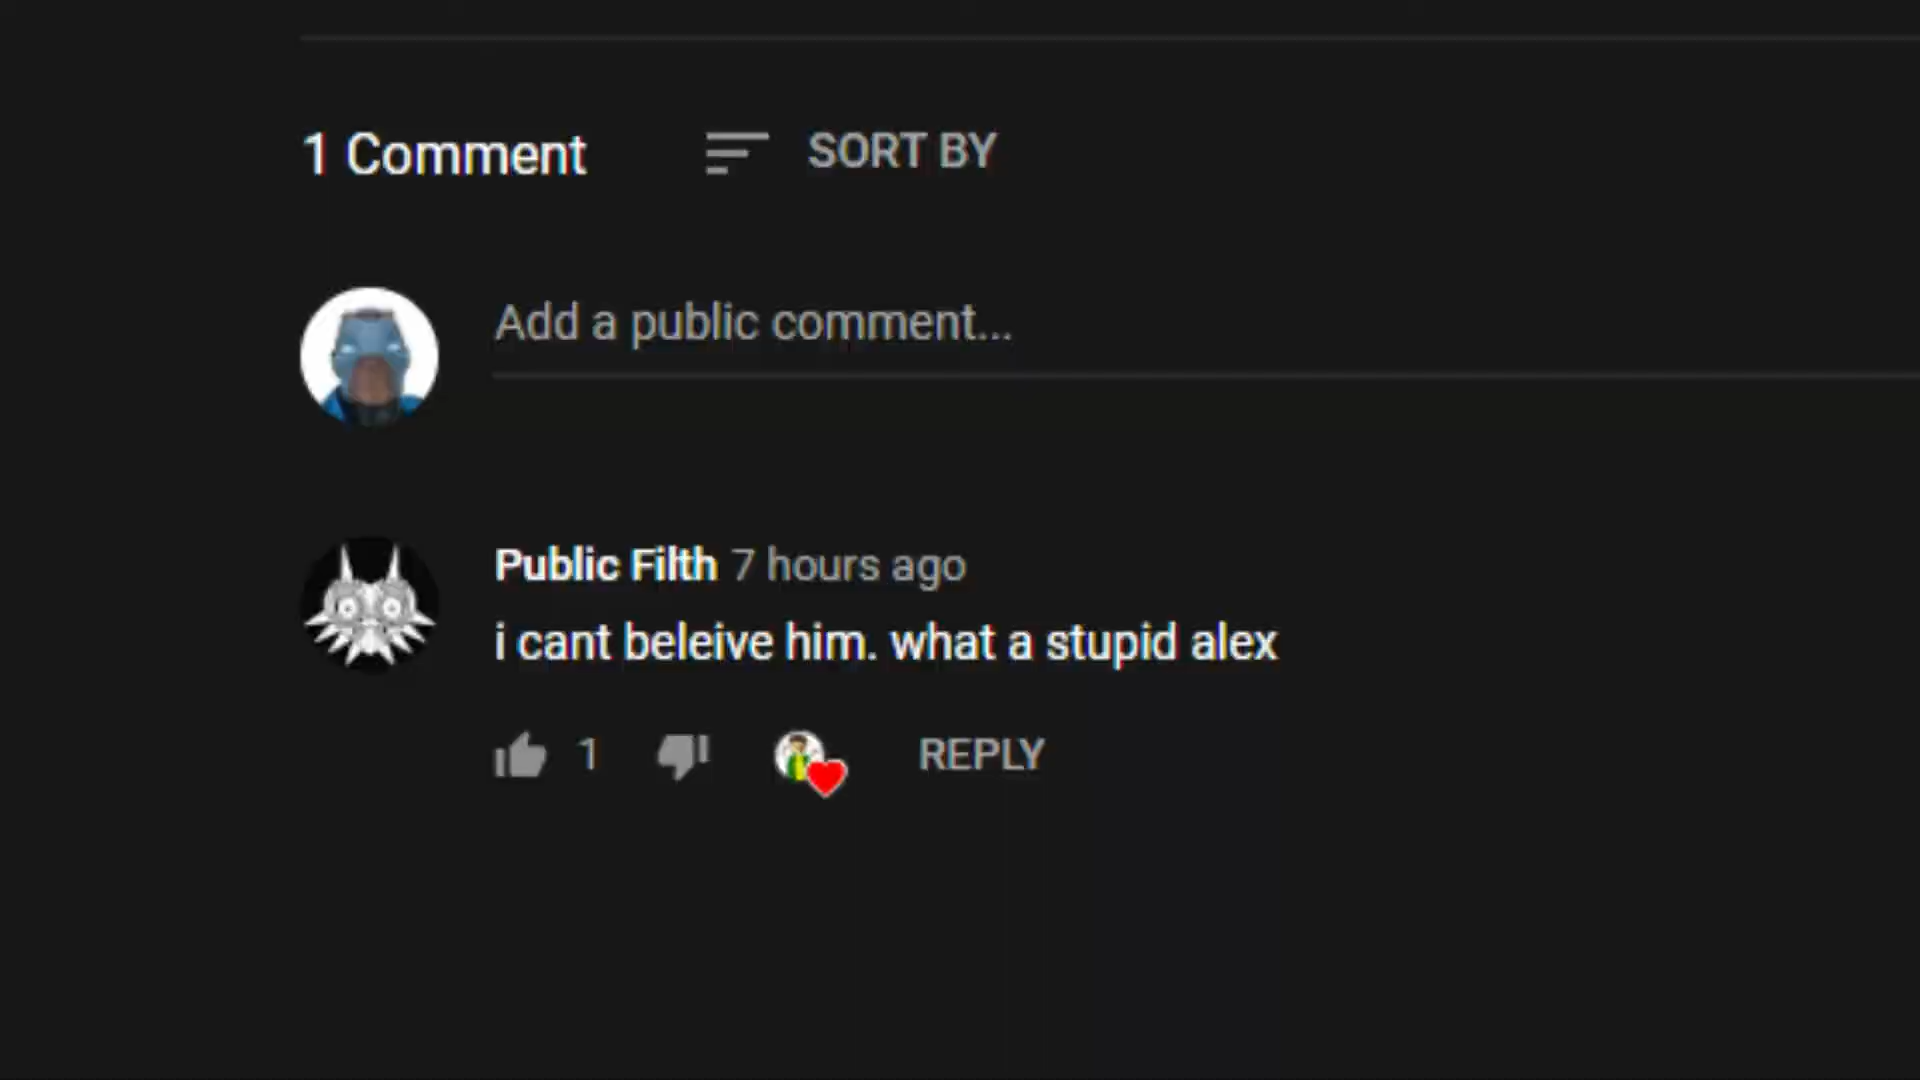 1 Comment SORT BY
Add a public comment...
Public Filth 7 hours ago
i cant beleive him. what a stupid alex
1 REPLY